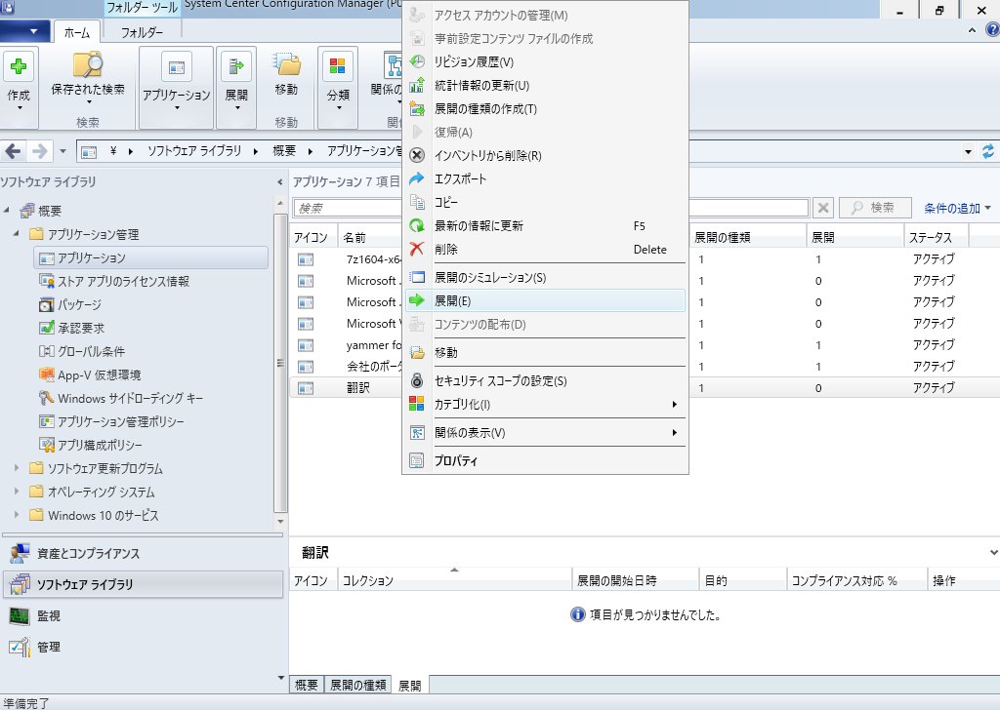 フォルダー ツール
System Center Configuration Manager (
ホーム
フォルダー
作成
保存された検索
検索
アプリケーション
展開
移動
移動
分類
関係の
¥
ソフトウェア ライブラリ
概要
アプリケーション管
ソフトウェア ライブラリ
概要
アプリケーション管理
アプリケーション
ストア アプリのライセンス情報
パッケージ
承認要求
グローバル条件
App-V 仮想環境
Windows サイドローディング キー
アプリケーション管理ポリシー
アプリ構成ポリシー
ソフトウェア更新プログラム
オペレーティング システム
Windows 10 のサービス
資産とコンプライアンス
ソフトウェア ライブラリ
監視
管理
準備完了
アプリケーション 7 項目
検索
検索
条件の追加
アイコン 名前 展開の種類 展開 ステータス
7z1604-x64 1 1 アクティブ
Microsoft . 1 0 アクティブ
Microsoft . 1 0 アクティブ
Microsoft V 1 0 アクティブ
yammer fo 1 1 アクティブ
会社のポータ 1 1 アクティブ
翻訳 1 0 アクティブ
アクセス アカウントの管理(M)
事前設定コンテンツ ファイルの作成
リビジョン履歴(V)
統計情報の更新(U)
展開の種類の作成(T)
復帰(A)
インベントリから削除(R)
エクスポート
コピー
最新の情報に更新 F5
削除 Delete
展開のシミュレーション(S)
展開(E)
コンテンツの配布(D)
移動
セキュリティ スコープの設定(S)
カテゴリ化(I)
関係の表示(V)
プロパティ
翻訳
アイコン コレクション 展開の開始日時 目的 コンプライアンス対応 % 操作
項目が見つかりませんでした。
概要 展開の種類 展開